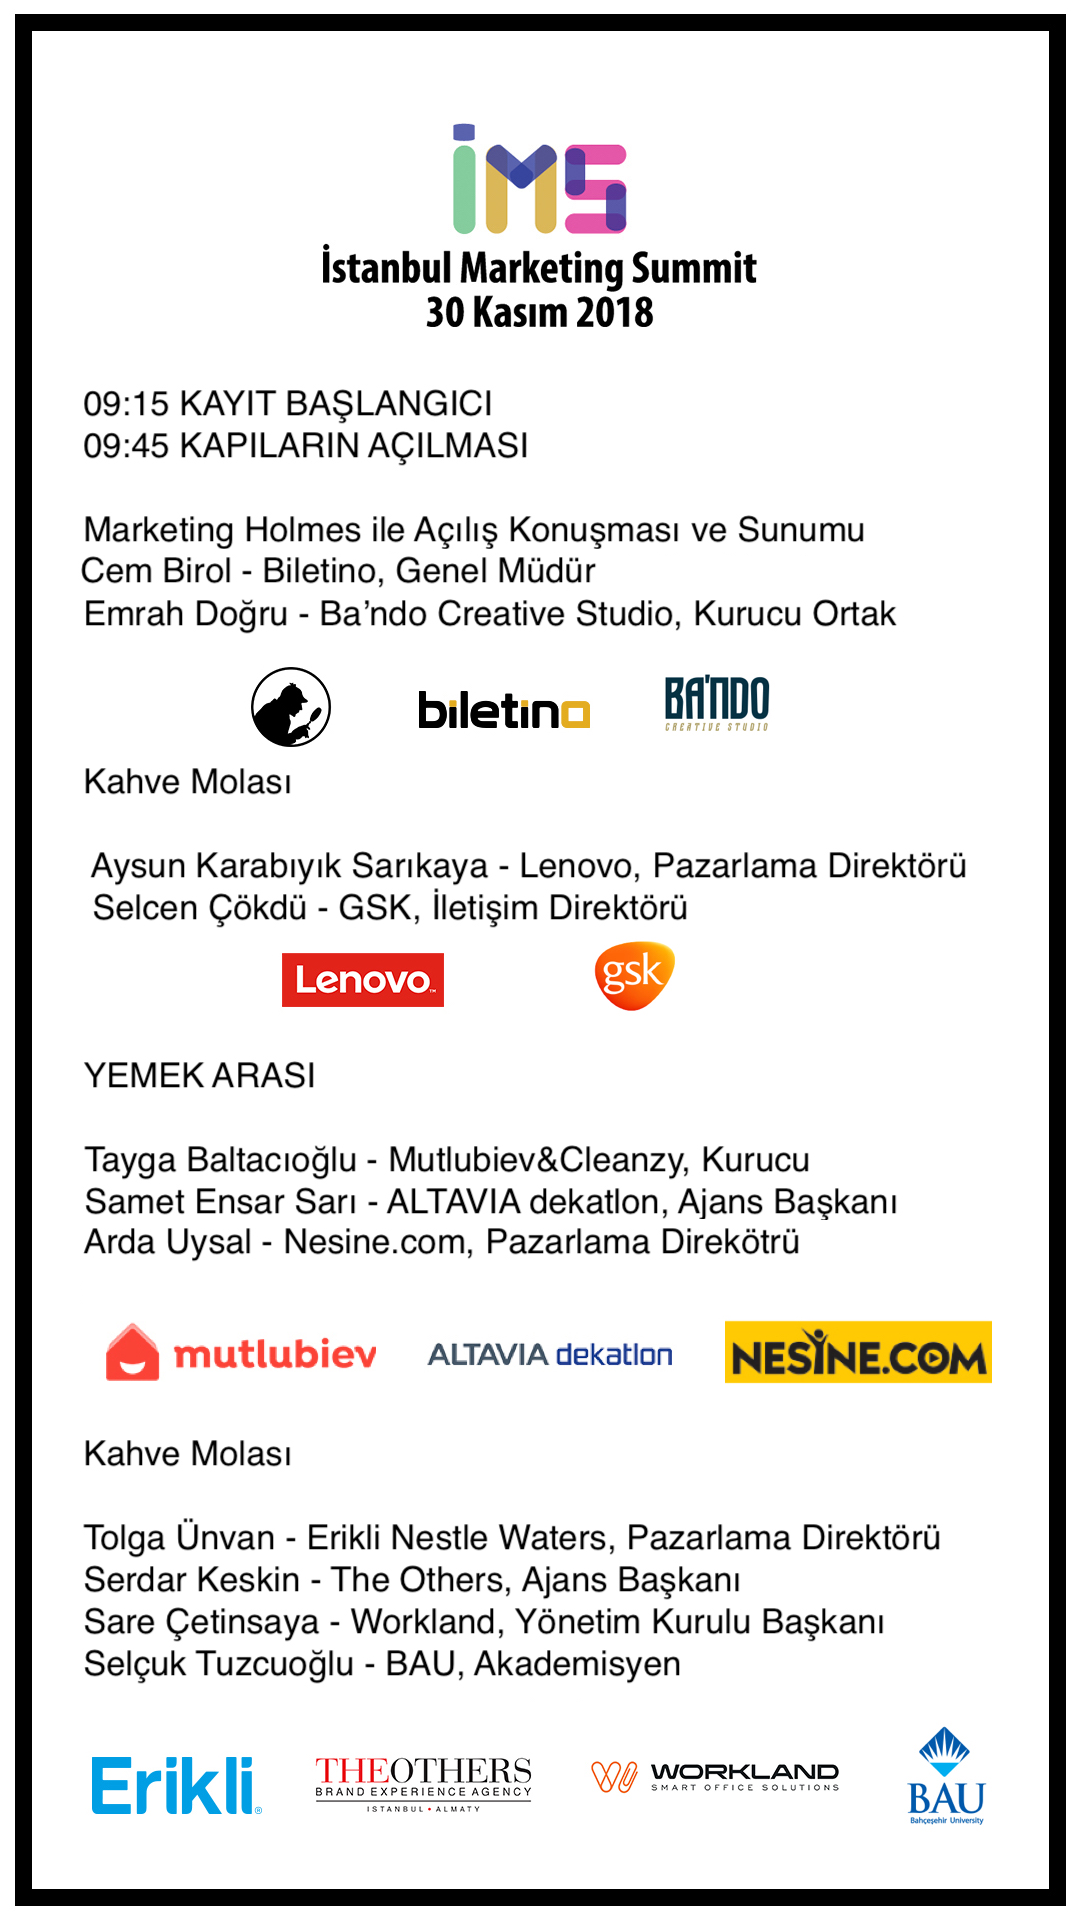 ims
İstanbul Marketing Summit
30 Kasım 2018
09:15 KAYIT BAŞLANGICI
09:45 KAPILARIN AÇILMASI
Marketing Holmes ile Açılış Konuşması ve Sunumu
Cem Birol - Biletino, Genel Müdür
Emrah Doğru - Ba’ndo Creative Studio, Kurucu Ortak
biletino
BA'NDO
CREATIVE STUDIO
Kahve Molası
Aysun Karabıyık Sarıkaya - Lenovo, Pazarlama Direktörü
Selcen Çökdü - GSK, İletişim Direktörü
Lenovo™
gsk
YEMEK ARASI
Tayga Baltacıoğlu - Mutlubiev&Cleanzy, Kurucu
Samet Ensar Sarı - ALTAVIA dekatlon, Ajans Başkanı
Arda Uysal - Nesine.com, Pazarlama Direkötrü
mutlubiev
ALTAVIA dekatlon
NESINE.COM
Kahve Molası
Tolga Ünvan - Erikli Nestle Waters, Pazarlama Direktörü
Serdar Keskin - The Others, Ajans Başkanı
Sare Çetinsaya - Workland, Yönetim Kurulu Başkanı
Selçuk Tuzcuoğlu - BAU, Akademisyen
Erikli®
THEOTHERS
BRAND EXPERIENCE AGENCY
ISTANBUL • ALMATY
WORKLAND
SMART OFFICE SOLUTIONS
BAU
Bahçeşehir University